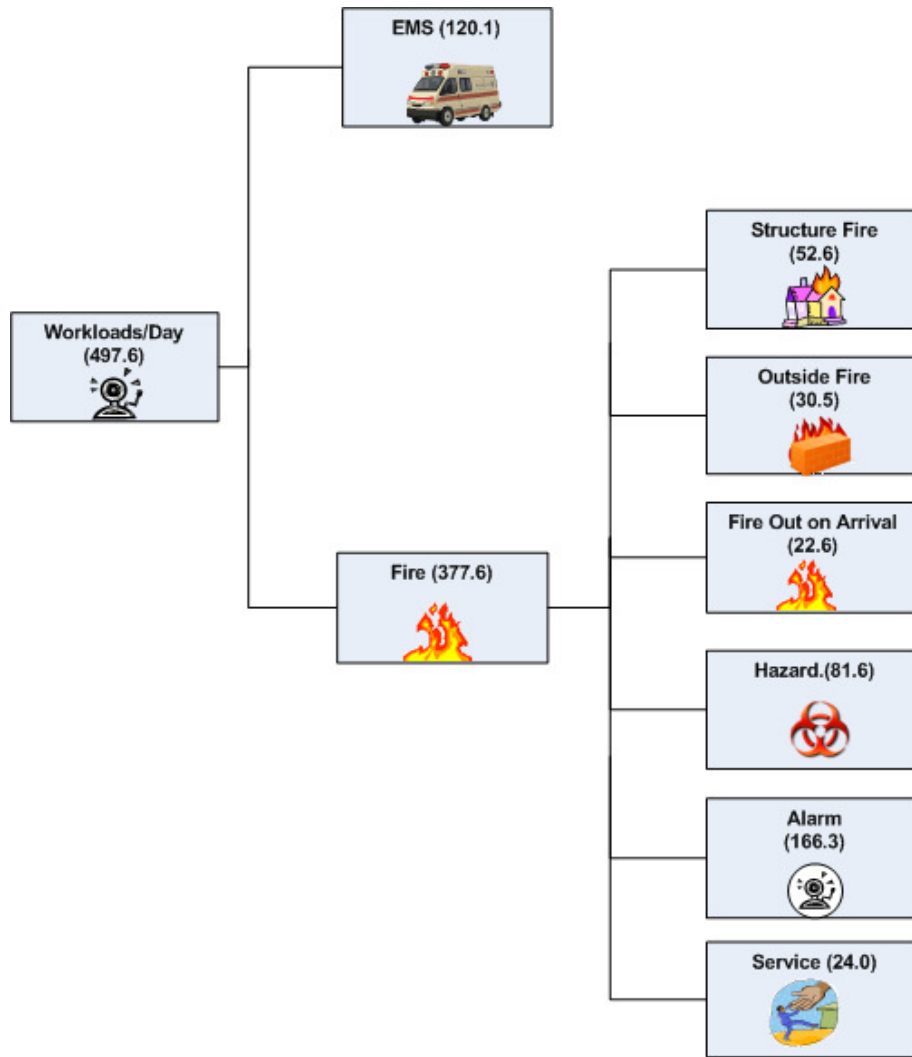 EMS (120.1)
Structure Fire
(52.6)
Workloads/Day
(497.6)
Outside Fire
(30.5)
Fire Out on Arrival
(22.6)
Fire (377.6)
Hazard.(81.6)
Alarm
(166.3)
Service (24.0)